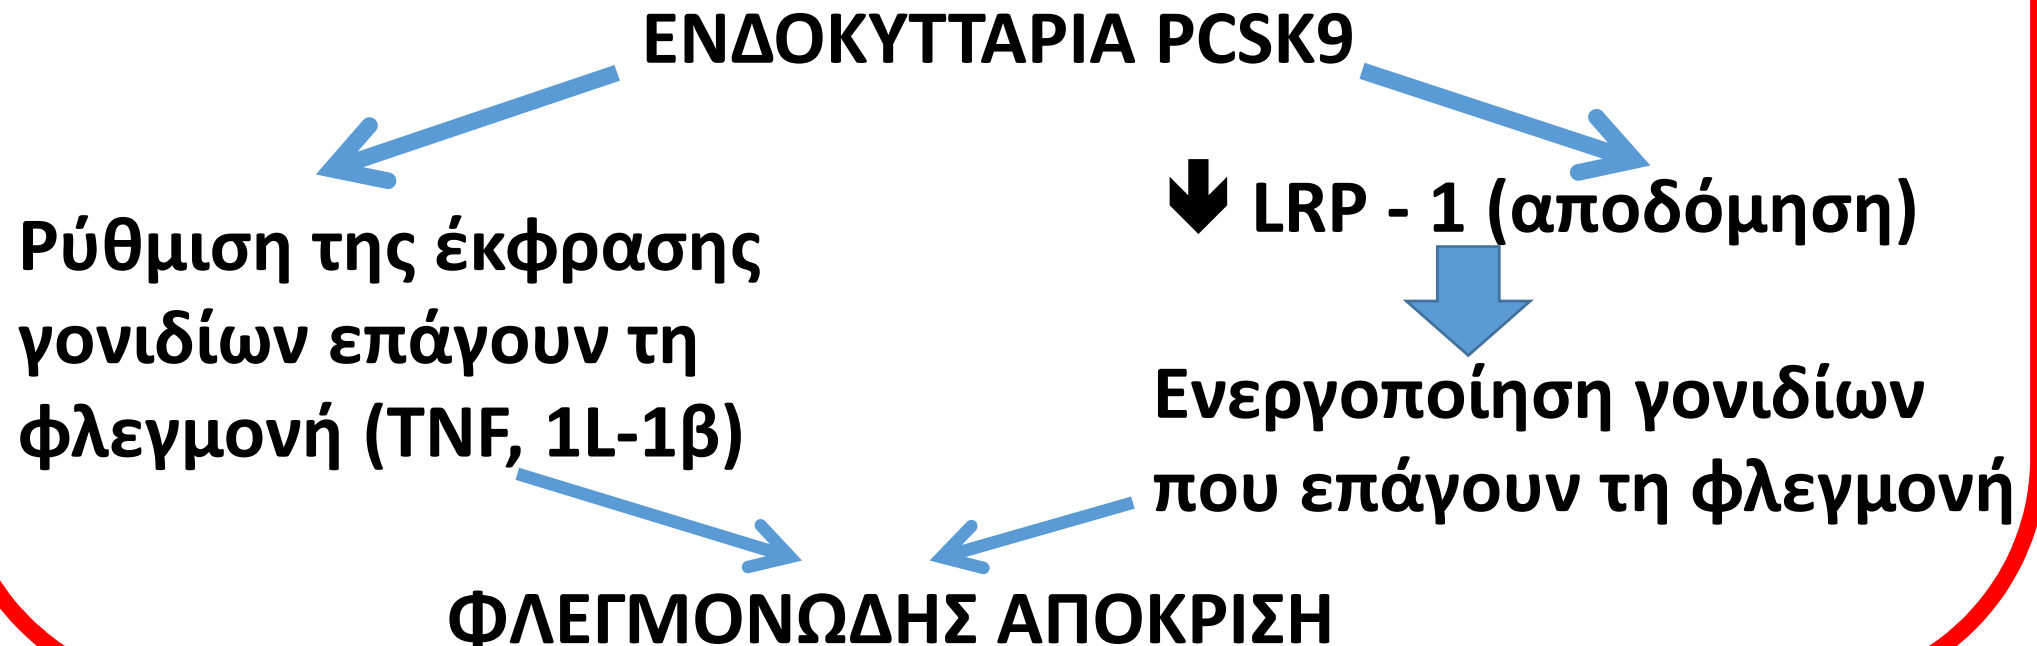 ΕΝΔΟΚΥΤΤΑΡΙΑ PCSK9
Ρύθμιση της έκφρασης
γονιδίων επάγουν τη
φλεγμονή (TNF, 1L-1β)
LRP - 1 (αποδόμηση)
Ενεργοποίηση γονιδίων
που επάγουν τη φλεγμονή
ΦΛΕΓΜΟΝΩΔΗΣ ΑΠΟΚΡΙΣΗ